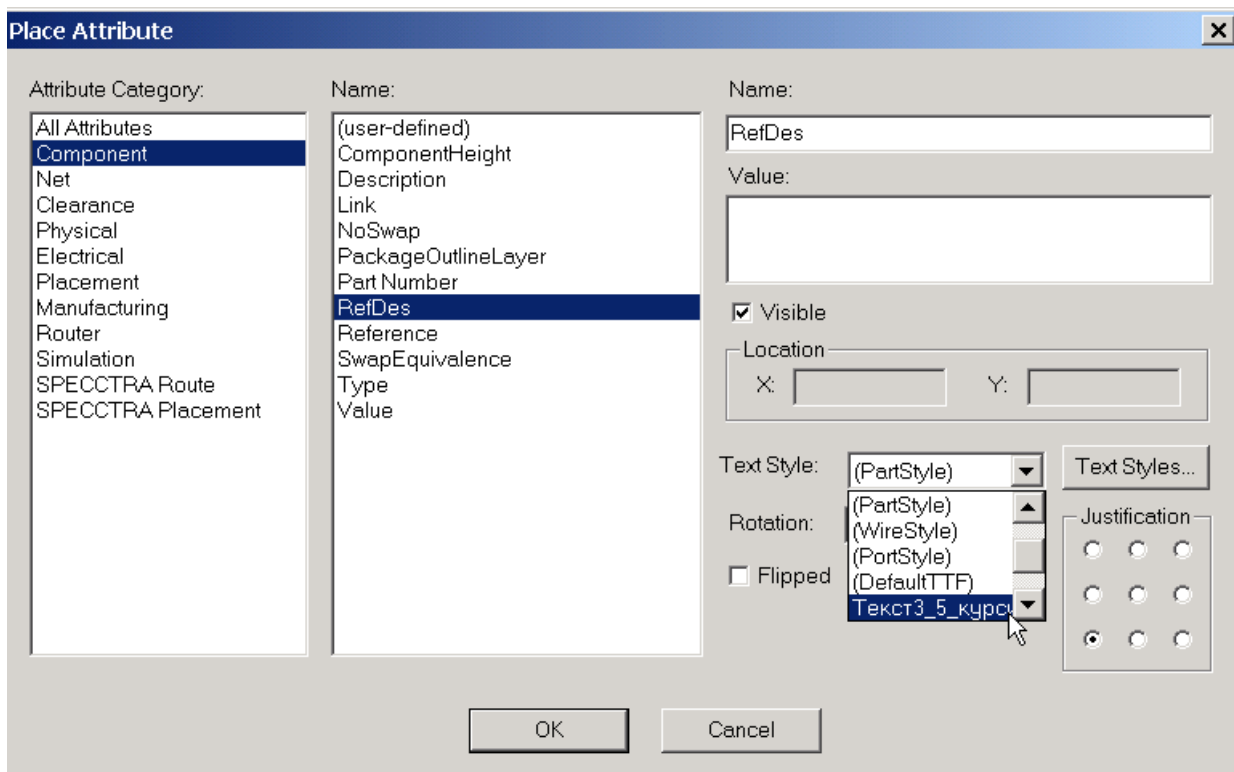 Place Attribute
Attribute Category:
All Attributes
Component
Net
Clearance
Physical
Electrical
Placement
Manufacturing
Router
Simulation
SPECCTRA Route
SPECCTRA Placement
Name:
(user-defined)
ComponentHeight
Description
Link
NoSwap
PackageOutlineLayer
Part Number
RefDes
Reference
SwapEquivalence
Type
Value
Name:
RefDes
Value:
Visible
Location
X:
Y:
Text Style:
(PartStyle)
Text Styles...
(PartStyle)
(WireStyle)
(PortStyle)
(DefaultTTF)
Rotation:
Flipped
Justification
OK
Cancel